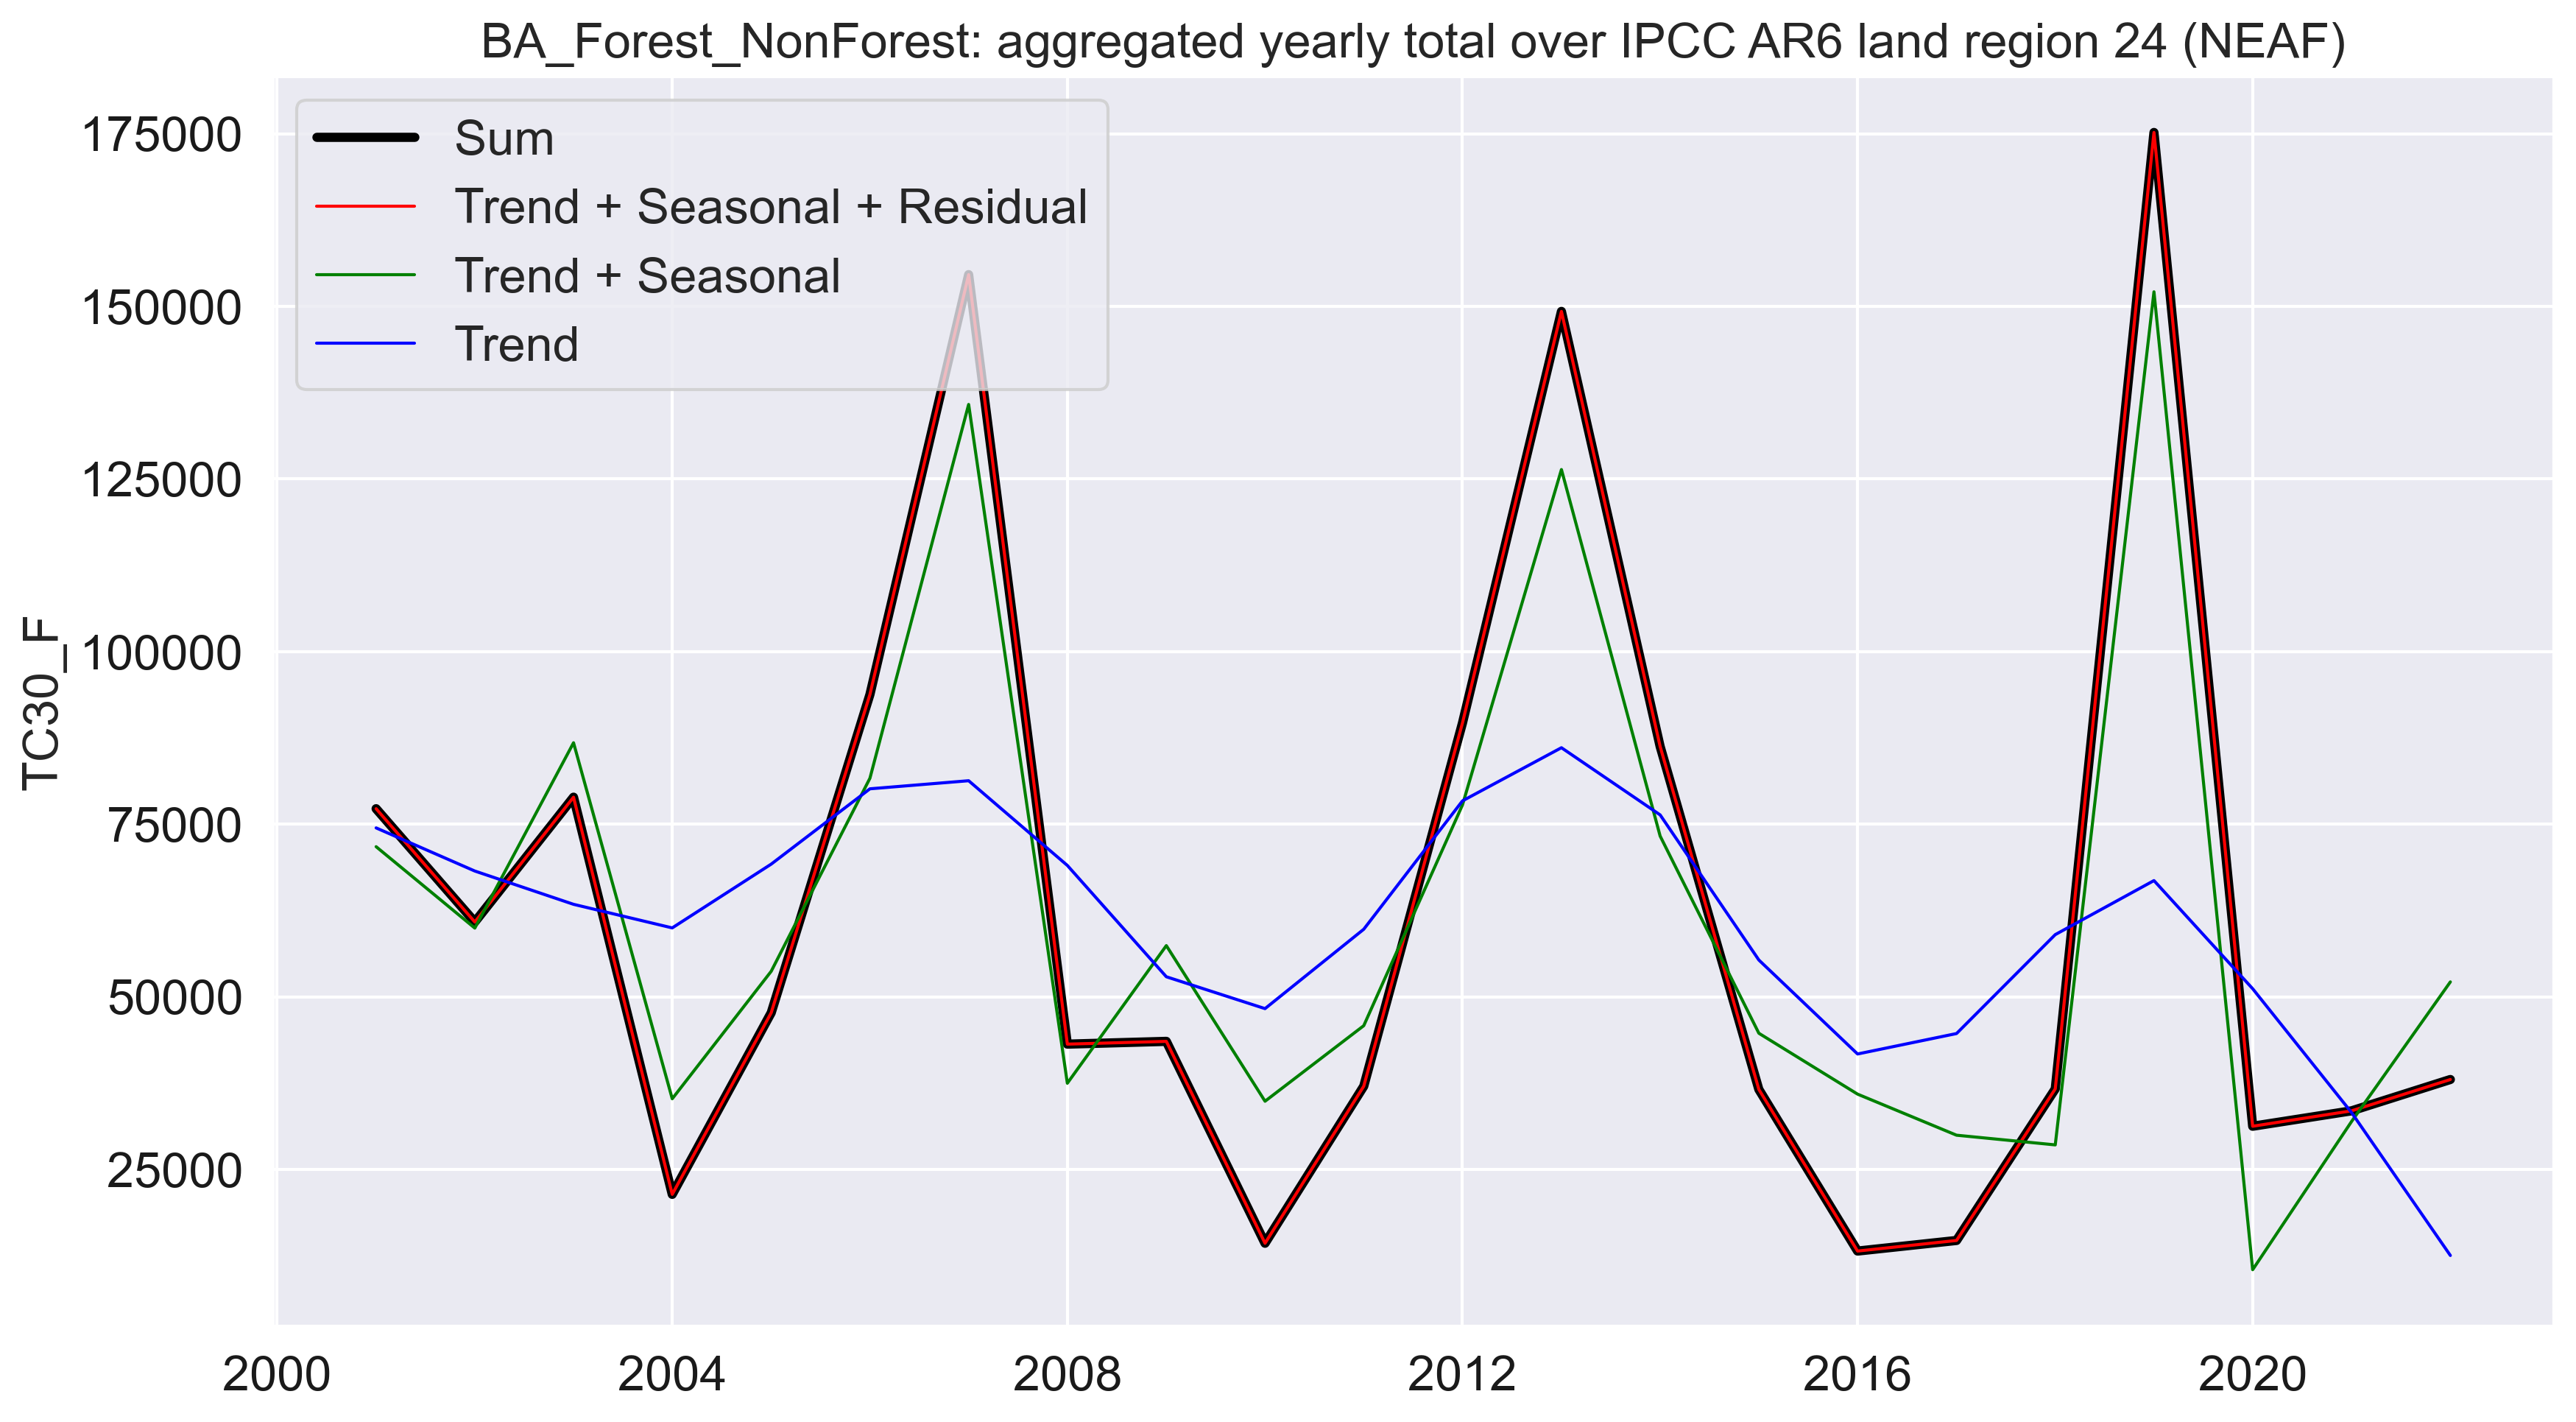 BA_Forest_NonForest: aggregated yearly total over IPCC AR6 land region 24 (NEAF)
Sum
Trend + Seasonal + Residual
Trend + Seasonal
Trend
TC30_F
175000
150000
125000
100000
75000
50000
25000
2000 2004 2008 2012 2016 2020